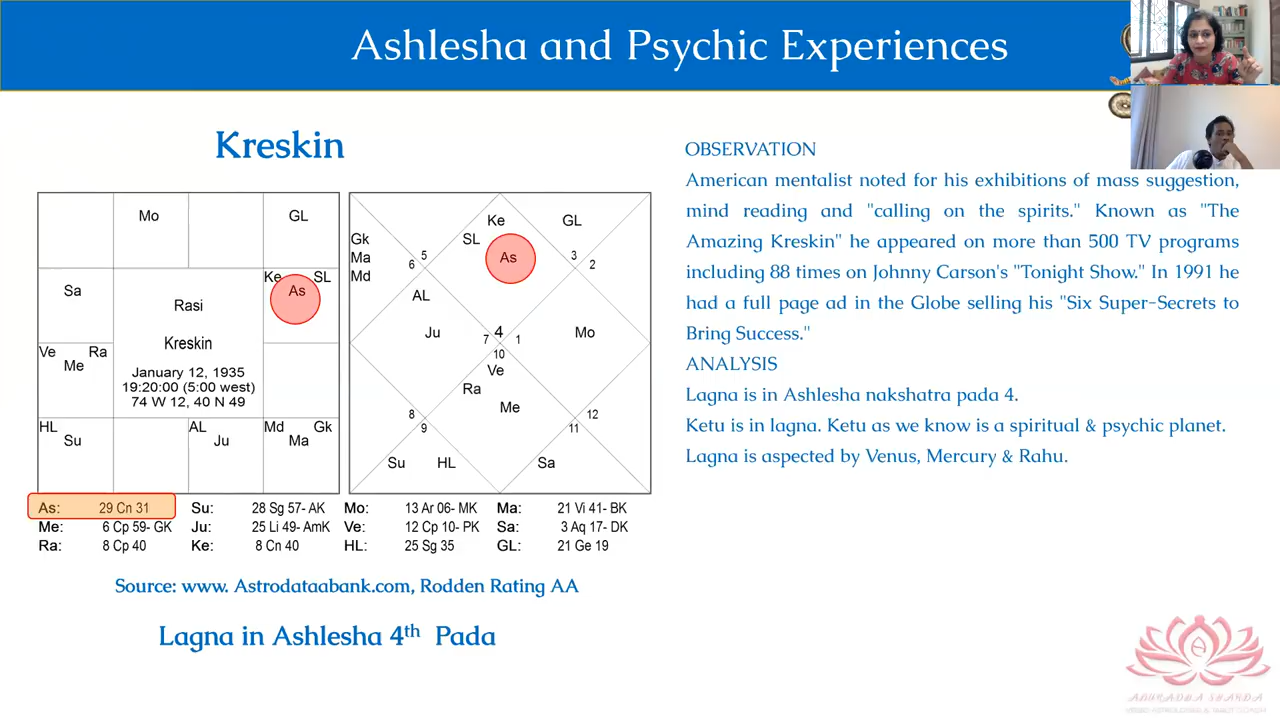 Ashlesha and Psychic Experiences
Kreskin
Mo
GL
Sa
Ke
SL
As
Rasi
Kreskin
January 12, 1935
19:20:00 (5:00 west)
74 W 12, 40 N 49
Ve
Ra
Me
HL
Su
AL
Ju
Md
Gk
Ma
Ke
GL
Gk
SL
Ma
As
5
3
6
2
Md
AL
Ju
7
4
1
Mo
10
Ve
Ra
Me
8
12
9
11
Su
HL
Sa
As: 29 Cn 31 Su: 28 Sg 57- AK Mo: 13 Ar 06- MK Ma: 21 Vi 41- BK
Me: 6 Cp 59- GK Ju: 25 Li 49- AmK Ve: 12 Cp 10- PK Sa: 3 Aq 17- DK
Ra: 8 Cp 40 Ke: 8 Cn 40 HL: 25 Sg 35 GL: 21 Ge 19
Source: www. Astrodataabank.com, Rodden Rating AA
Lagna in Ashlesha 4th Pada
OBSERVATION
American mentalist noted for his exhibitions of mass suggestion,
mind reading and "calling on the spirits." Known as "The
Amazing Kreskin" he appeared on more than 500 TV programs
including 88 times on Johnny Carson's "Tonight Show." In 1991 he
had a full page ad in the Globe selling his "Six Super-Secrets to
Bring Success."
ANALYSIS
Lagna is in Ashlesha nakshatra pada 4.
Ketu is in lagna. Ketu as we know is a spiritual & psychic planet.
Lagna is aspected by Venus, Mercury & Rahu.
ANURADHA SHARDA